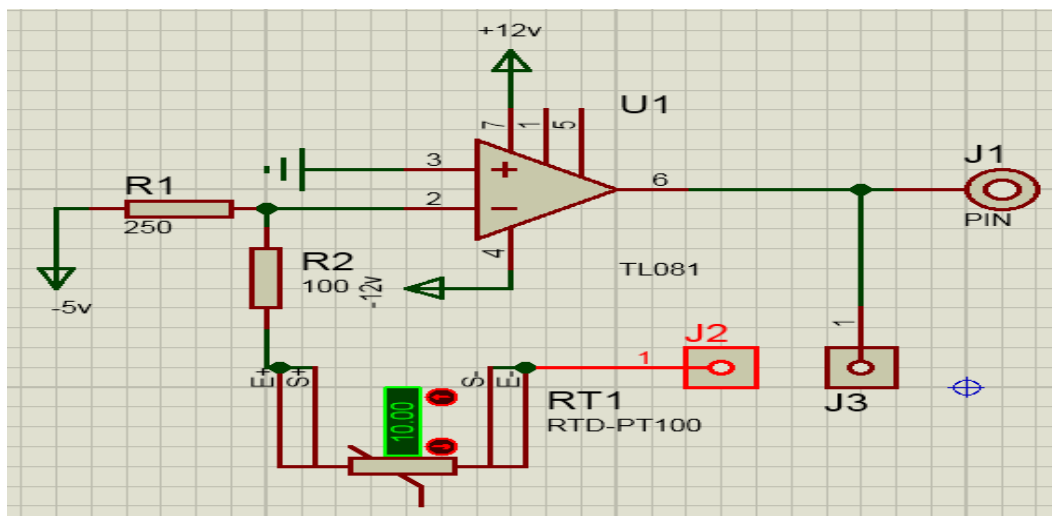 +12v
U1
7
1
5
3
6
J1
R1
2
PIN
250
4
R2
TL081
100
-12v
-5v
J2
1
1
E+
S+
S-
E-
RT1
J3
10.00
RTD-PT100